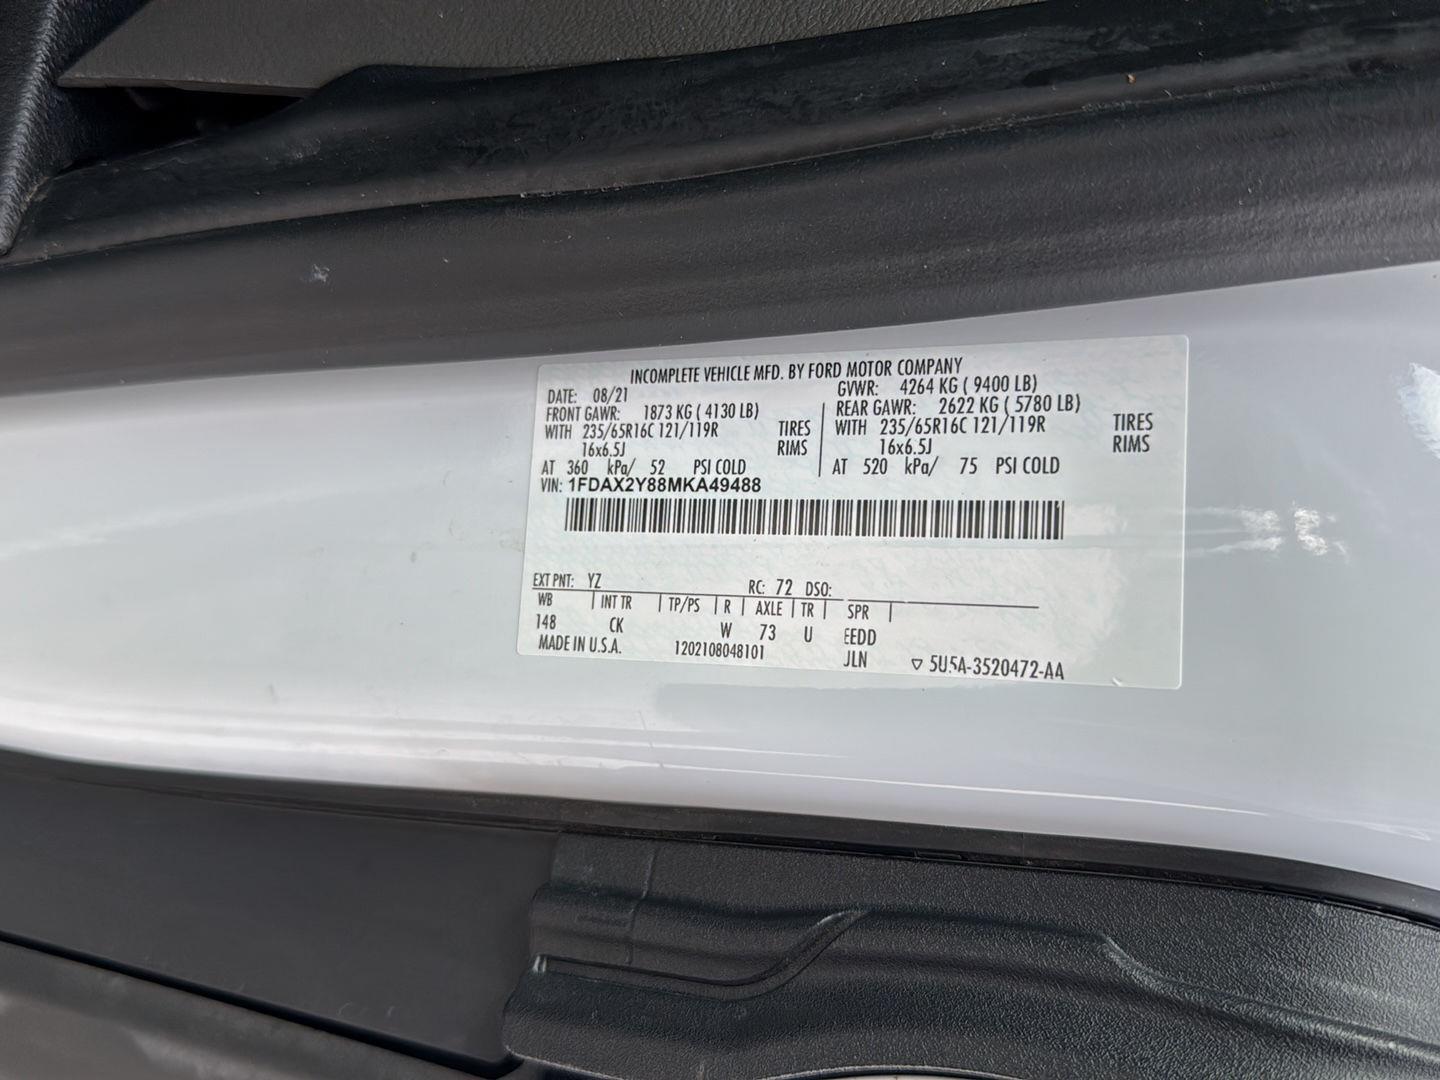 INCOMPLETE VEHICLE MFD. BY FORD MOTOR COMPANY
DATE: 08/21 GVWR: 4264 KG ( 9400 LB)
FRONT GAWR: 1873 KG ( 4130 LB) REAR GAWR: 2622 KG ( 5780 LB)
WITH 235/65R16C 121/119R TIRES WITH 235/65R16C 121/119R TIRES
16x6.5J RIMS 16x6.5J RIMS
AT 360 kPa/ 52 PSI COLD AT 520 kPa/ 75 PSI COLD
VIN: 1FDAX2Y88MKA49488
EXT PNT: YZ RC: 72 DSO:
WB INT TR TP/PS R AXLE TR SPR
148 CK W 73 U EEDD
MADE IN U.S.A. 1202108048101 JLN ▽ 5U5A-3520472-AA